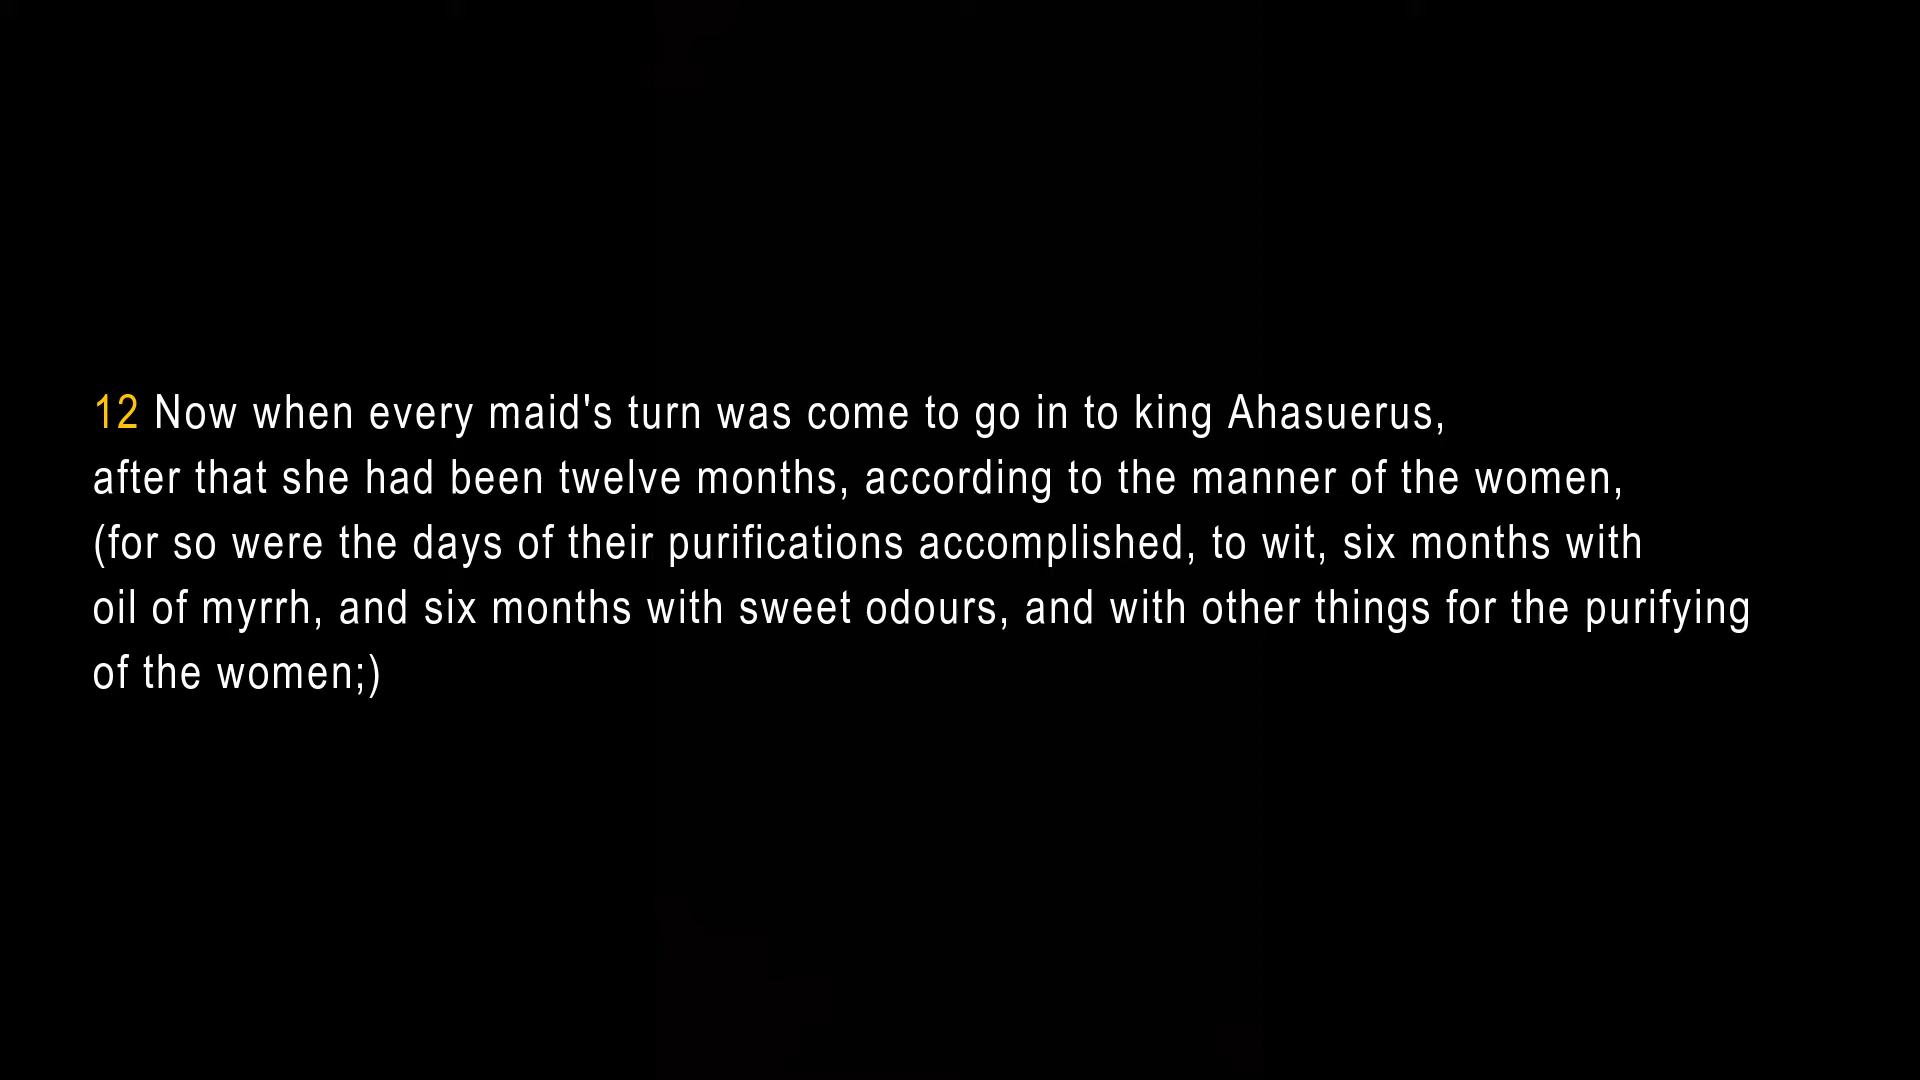 12 Now when every maid's turn was come to go in to king Ahasuerus,
after that she had been twelve months, according to the manner of the women,
(for so were the days of their purifications accomplished, to wit, six months with
oil of myrrh, and six months with sweet odours, and with other things for the purifying
of the women;)